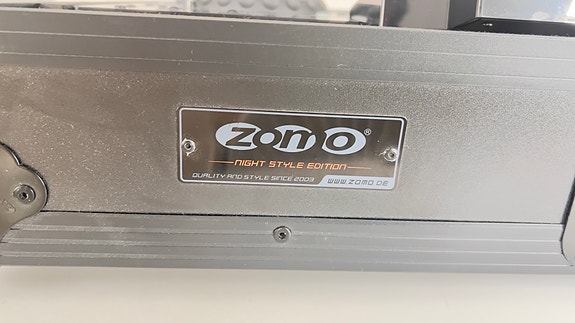 ZOMO®
NIGHT STYLE EDITION
QUALITY AND STYLE SINCE 2003
WWW.ZOMO.DE